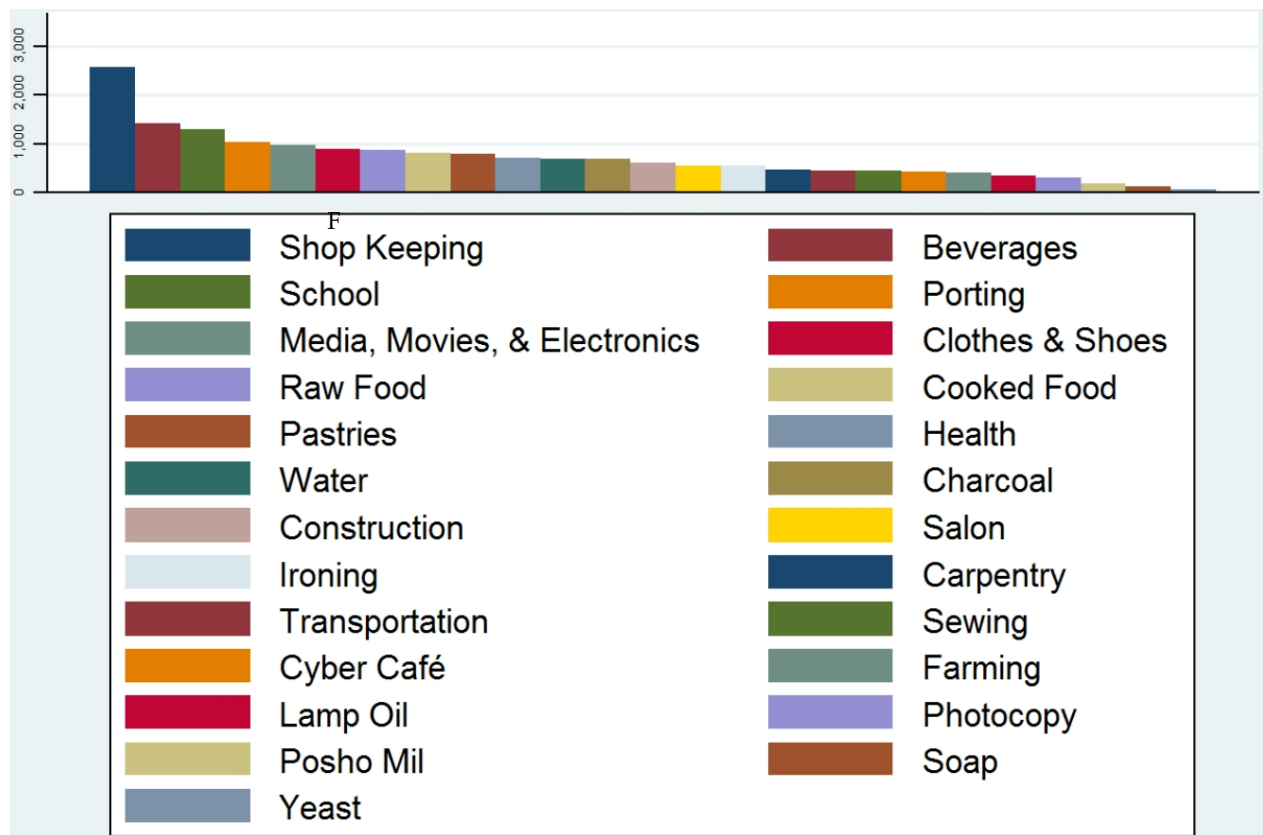 3,000
2,000
1,000
0
F
Shop Keeping Beverages
School Porting
Media, Movies, & Electronics Clothes & Shoes
Raw Food Cooked Food
Pastries Health
Water Charcoal
Construction Salon
Ironing Carpentry
Transportation Sewing
Cyber Café Farming
Lamp Oil Photocopy
Posho Mil Soap
Yeast